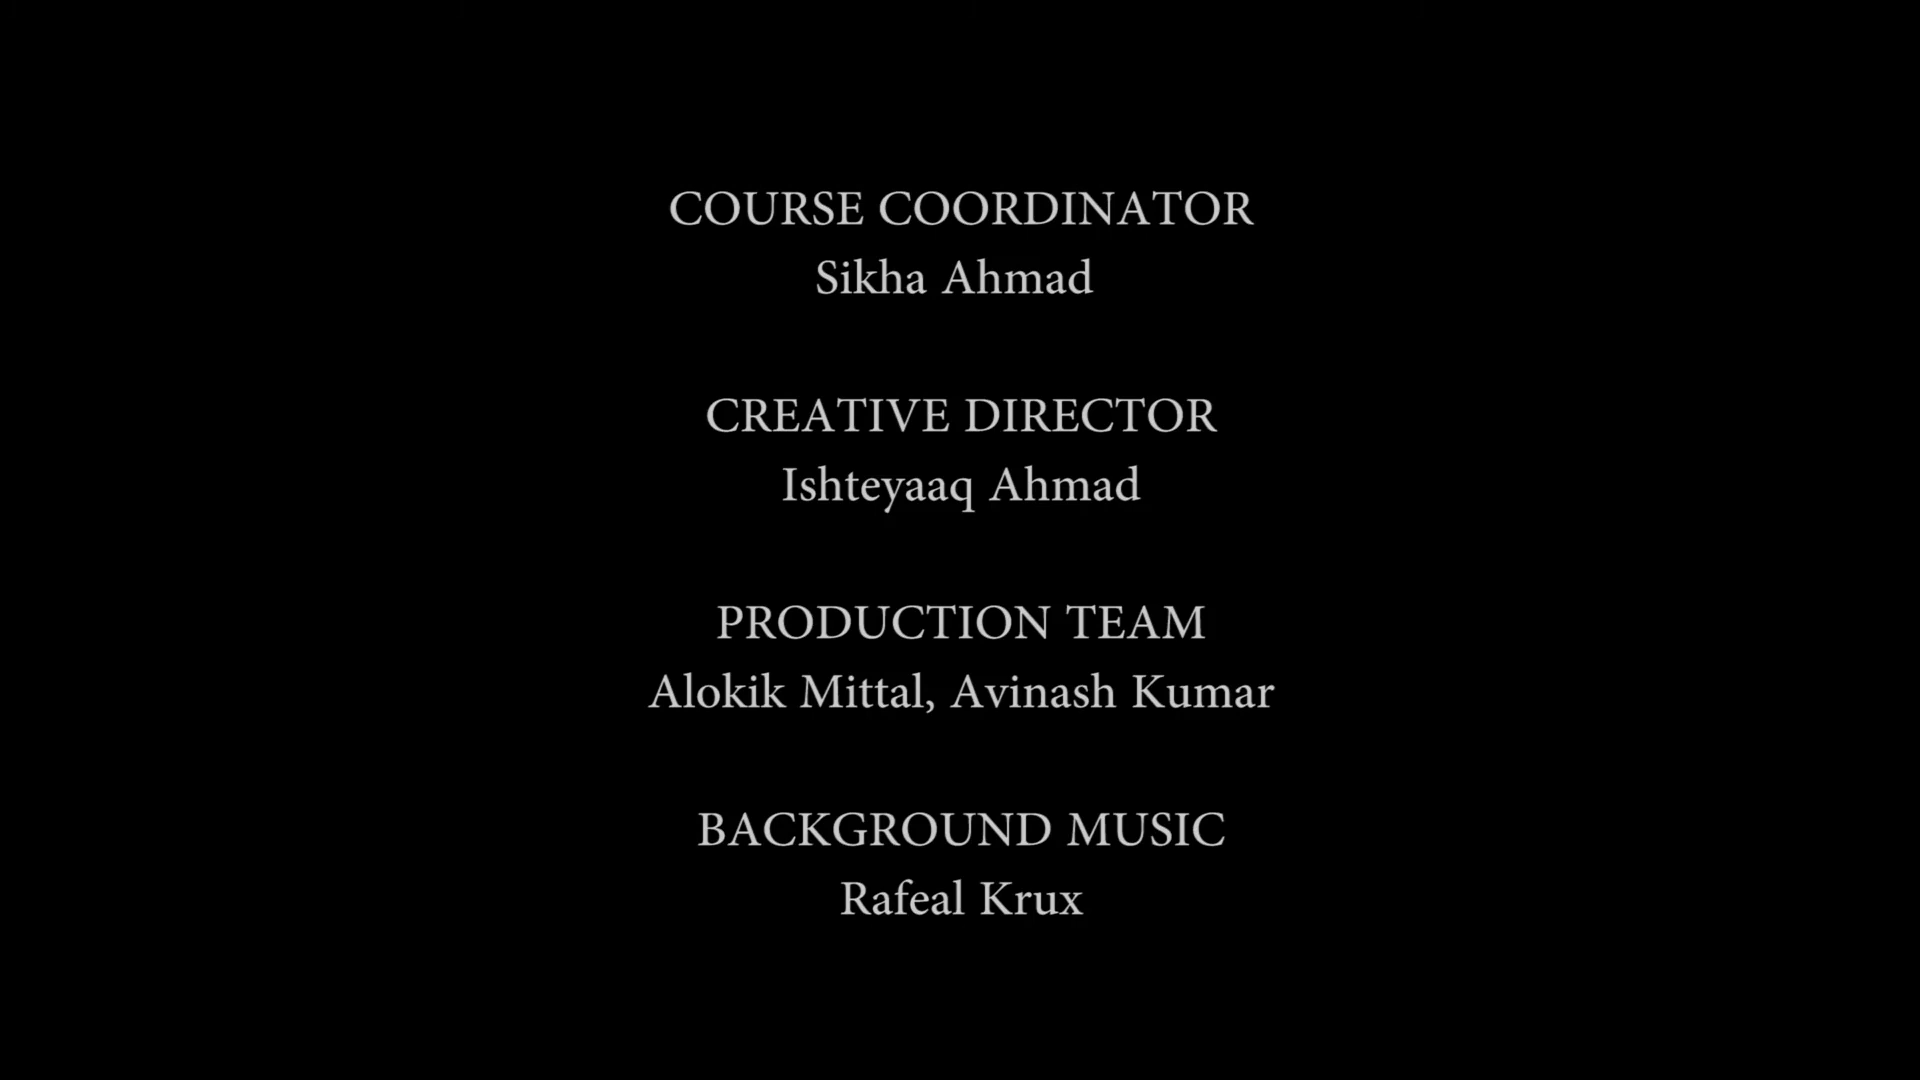 COURSE COORDINATOR
Sikha Ahmad
CREATIVE DIRECTOR
Ishteyaaq Ahmad
PRODUCTION TEAM
Alokik Mittal, Avinash Kumar
BACKGROUND MUSIC
Rafeal Krux